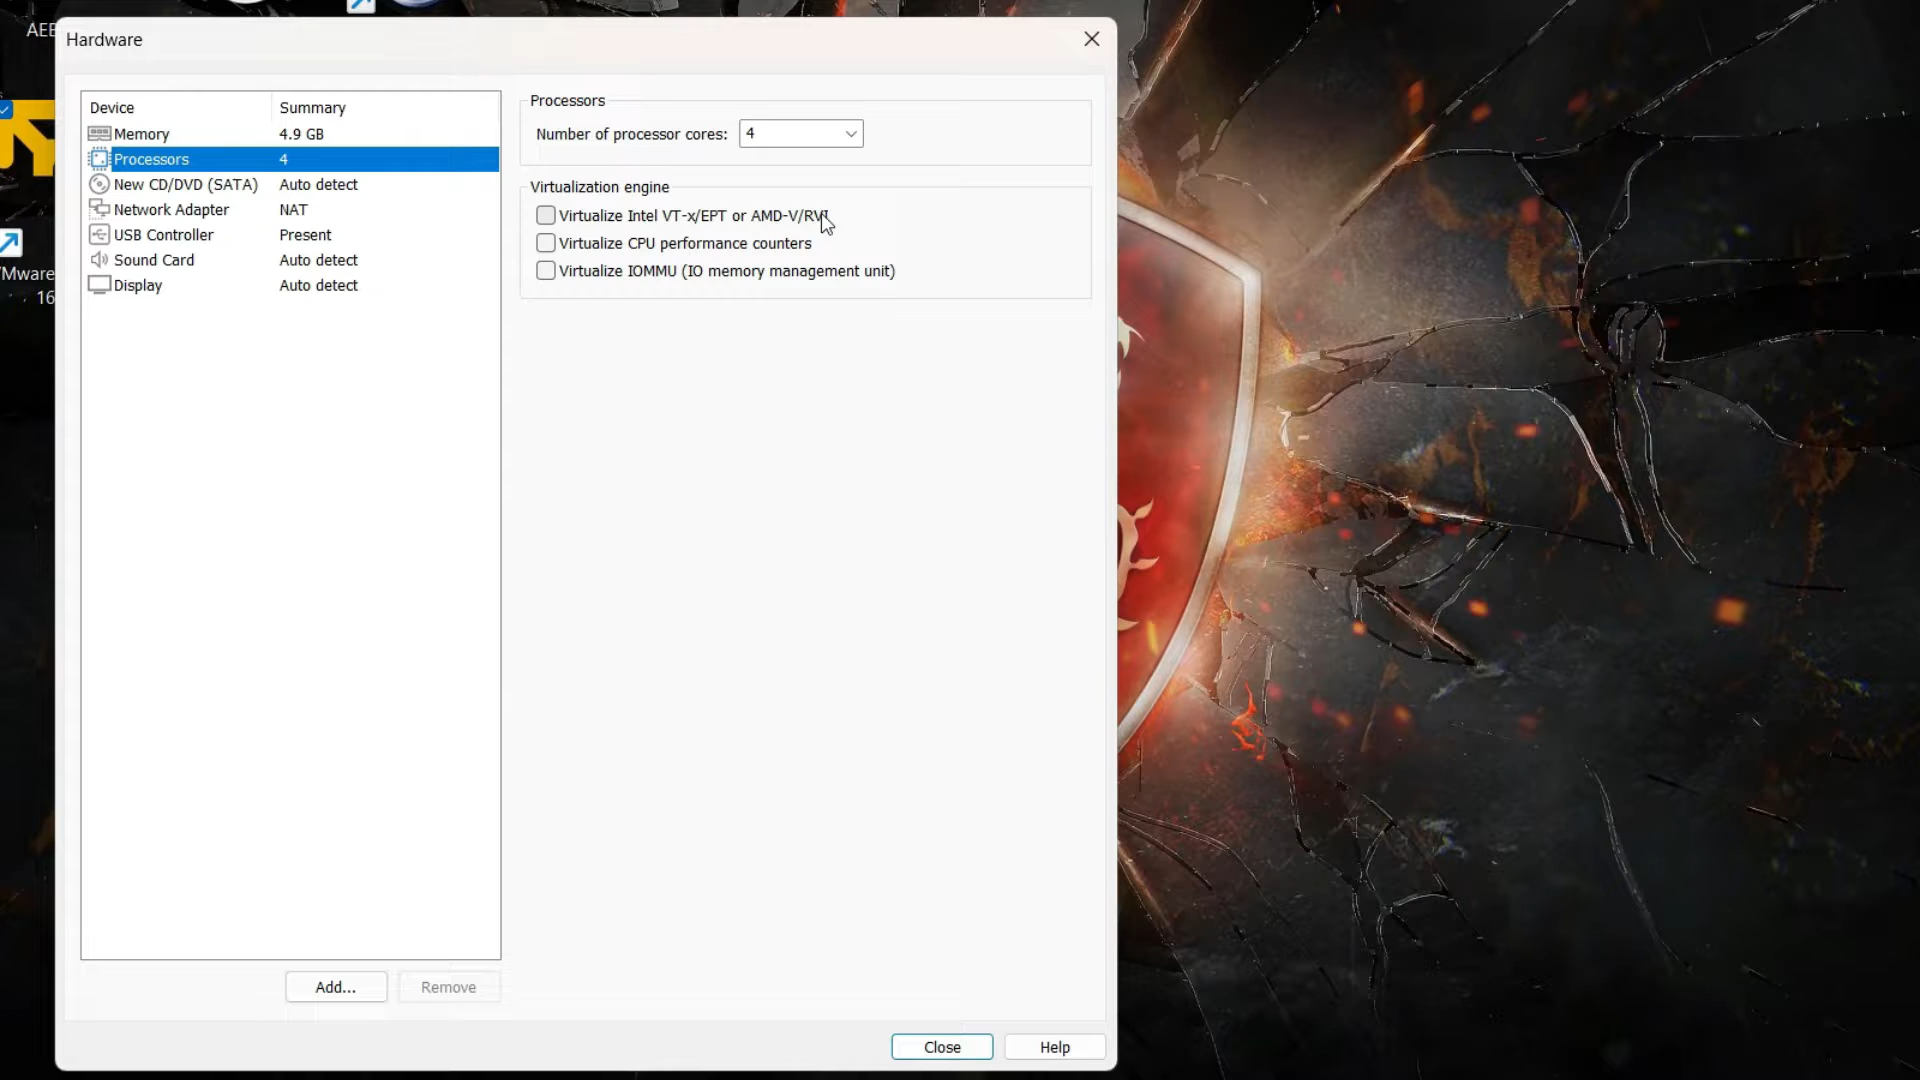 AEE
Hardware
Device Summary
Memory 4.9 GB
Processors 4
New CD/DVD (SATA) Auto detect
Network Adapter NAT
USB Controller Present
Sound Card Auto detect
Display Auto detect
Processors
Number of processor cores: 4
Virtualization engine
Virtualize Intel VT-x/EPT or AMD-V/RVI
Virtualize CPU performance counters
Virtualize IOMMU (IO memory management unit)
Mware
16
Add... Remove
Close Help